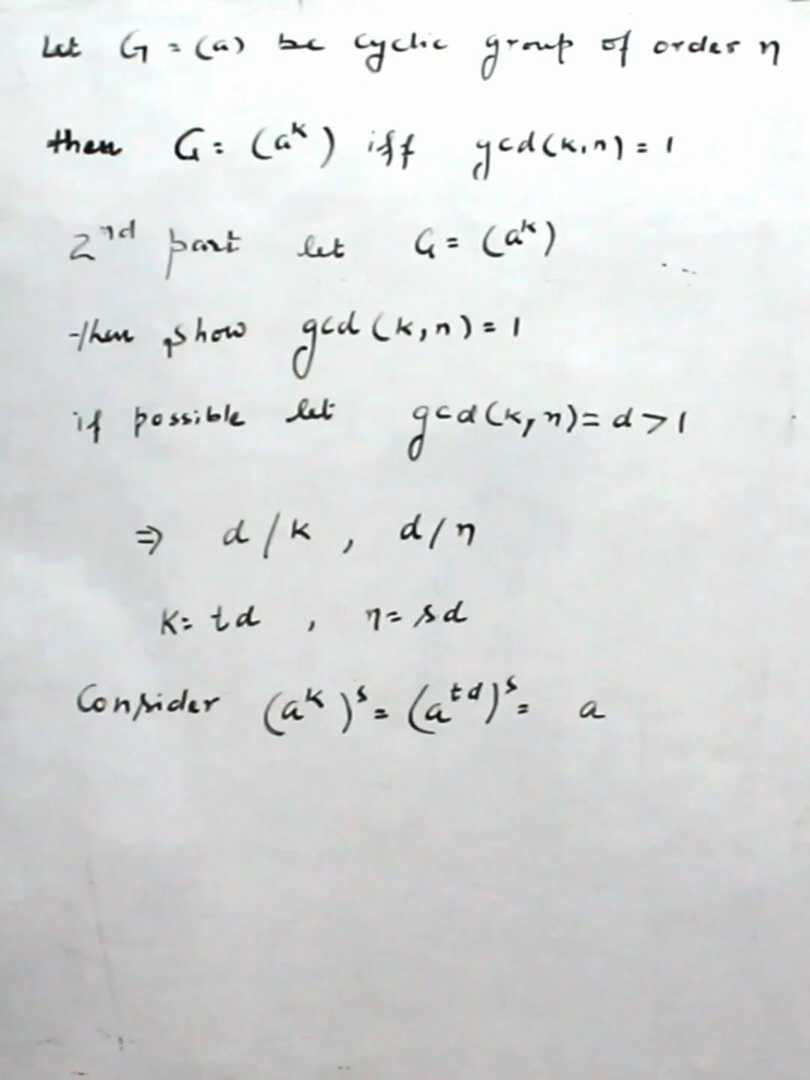 Let G = (a) be cyclic group of order n
then G = (a^k) iff gcd(k,n) = 1
2nd part let G = (a^k)
then show gcd(k,n) = 1
if possible let gcd(k,n) = d > 1
⇒ d/k , d/n
k = td , n = sd
Consider (a^k)^s = (a^td)^s = a